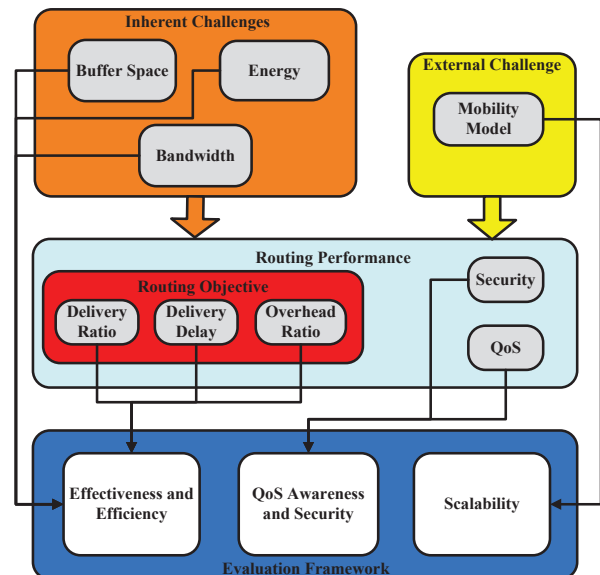 Inherent Challenges
Buffer Space
Energy
Bandwidth
External Challenge
Mobility
Model
Routing Performance
Routing Objective
Delivery
Ratio
Delivery
Delay
Overhead
Ratio
Security
QoS
Effectiveness and
Efficiency
QoS Awareness
and Security
Scalability
Evaluation Framework